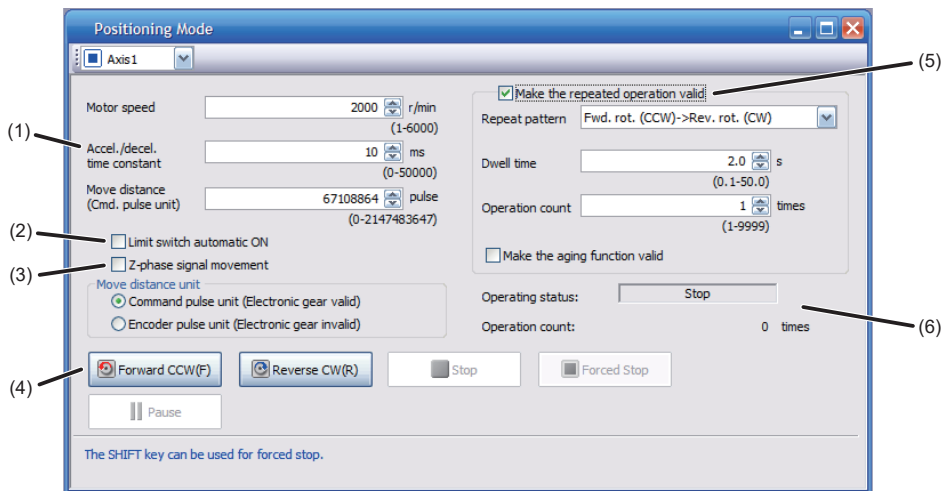 Positioning Mode
Axis1
(5)
Make the repeated operation valid
(1)
Motor speed 2000 r/min
(1-6000)
Accel./decel.
time constant
10 ms
(0-50000)
Move distance
(Cmd. pulse unit)
67108864 pulse
(0-2147483647)
Repeat pattern Fwd. rot. (CCW)->Rev. rot. (CW)
Dwell time 2.0 s
(0.1-50.0)
Operation count 1 times
(1-9999)
(2)
Limit switch automatic ON
(3)
Z-phase signal movement
Make the aging function valid
Move distance unit
Command pulse unit (Electronic gear valid)
Encoder pulse unit (Electronic gear invalid)
Operating status: Stop
Operation count: 0 times
(6)
(4)
Forward CCW(F)
Reverse CW(R)
Stop
Forced Stop
Pause
The SHIFT key can be used for forced stop.